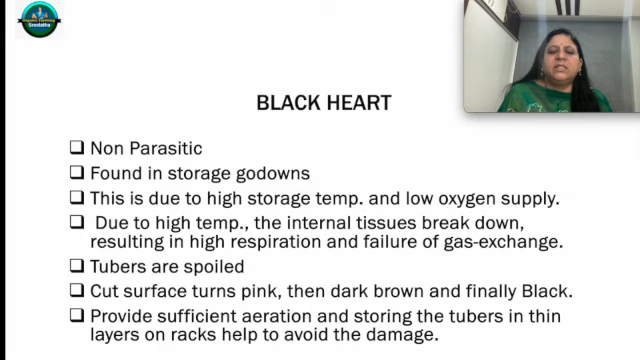 Organic Farming
Sreelatha
BLACK HEART
❑ Non Parasitic
❑ Found in storage godowns
❑ This is due to high storage temp. and low oxygen supply.
❑ Due to high temp., the internal tissues break down,
resulting in high respiration and failure of gas-exchange.
❑ Tubers are spoiled
❑ Cut surface turns pink, then dark brown and finally Black.
❑ Provide sufficient aeration and storing the tubers in thin
layers on racks help to avoid the damage.